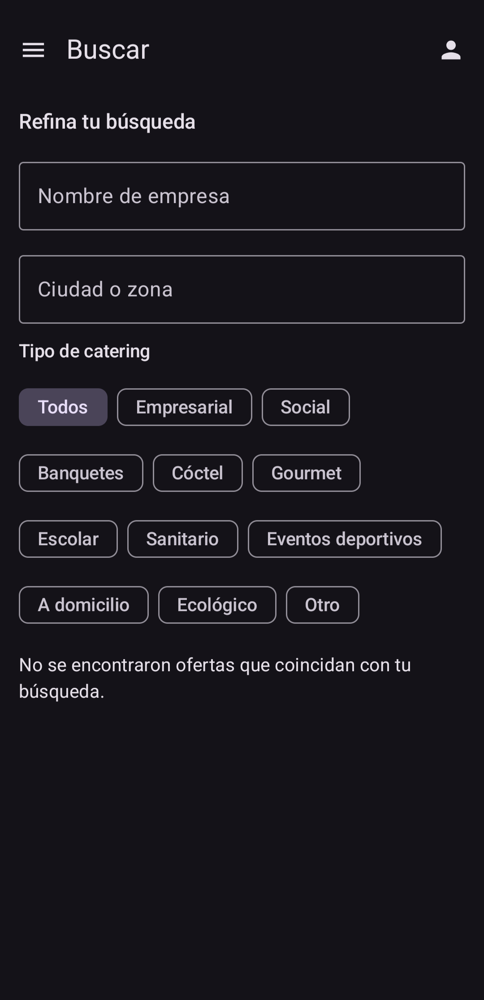 Buscar
Refina tu búsqueda
Nombre de empresa
Ciudad o zona
Tipo de catering
Todos Empresarial Social
Banquetes Cóctel Gourmet
Escolar Sanitario Eventos deportivos
A domicilio Ecológico Otro
No se encontraron ofertas que coincidan con tu
búsqueda.